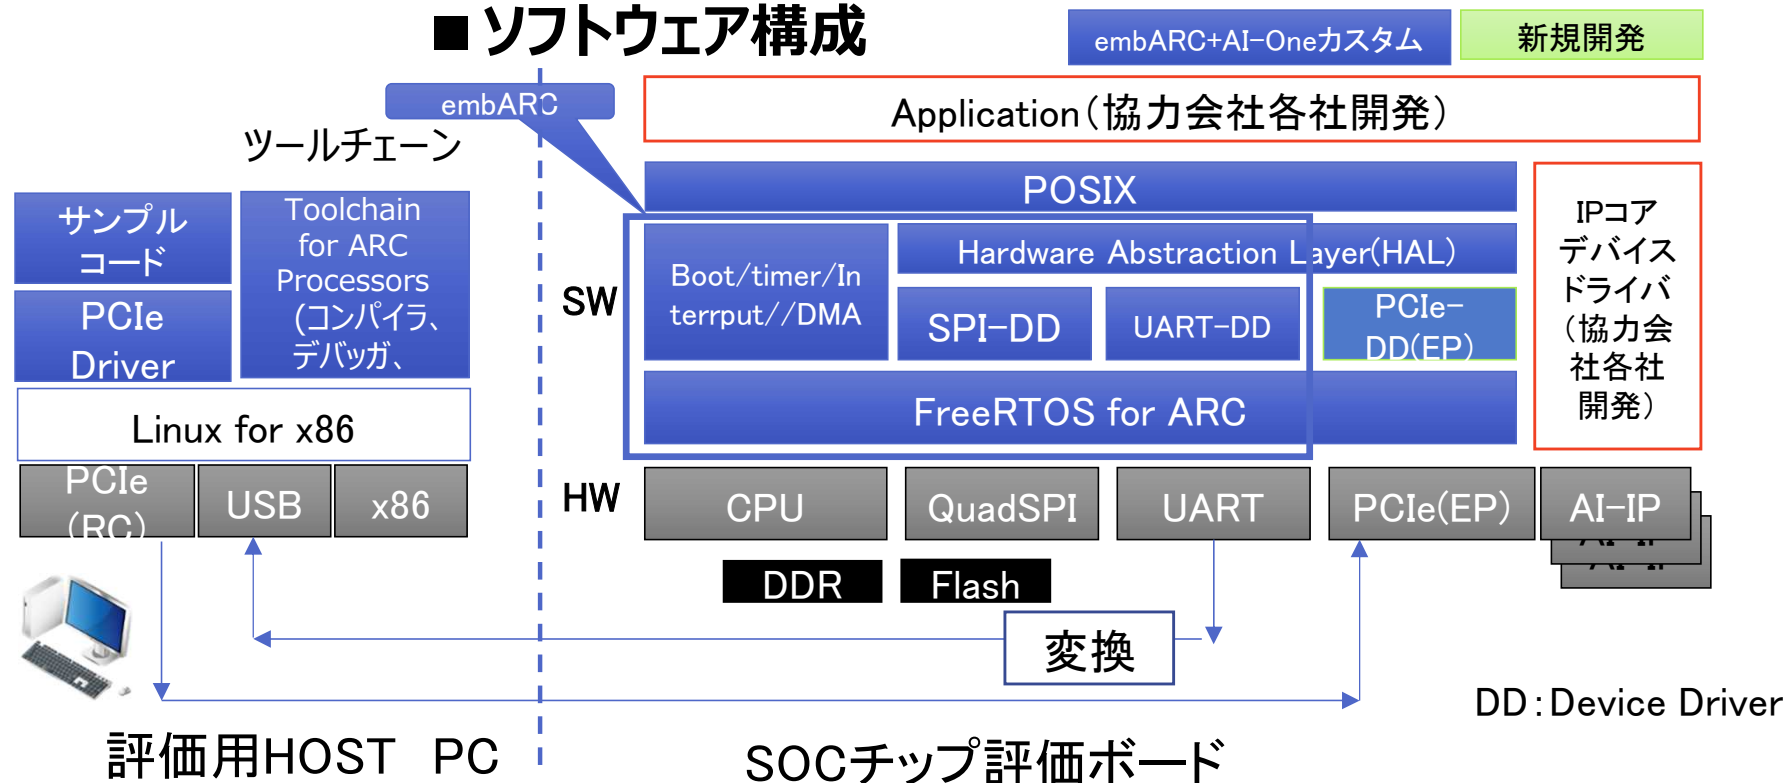 ■ソフトウェア構成
embARC+AI-Oneカスタム
新規開発
embARC
Application(協力会社各社開発)
ツールチェーン
サンプル
コード
Toolchain
for ARC
Processors
(コンパイラ、
デバッガ、
PCIe
Driver
Linux for x86
PCIe
(RC)
USB
x86
SW
POSIX
Boot/timer/In
terrput//DMA
Hardware Abstraction Layer(HAL)
SPI-DD
UART-DD
PCIe-
DD(EP)
FreeRTOS for ARC
IPコア
デバイス
ドライバ
(協力会
社各社
開発)
HW
CPU
QuadSPI
UART
PCIe(EP)
AI-IP
AI-IP
AI-IP
DDR
Flash
変換
DD:Device Driver
評価用HOST PC
SOCチップ評価ボード